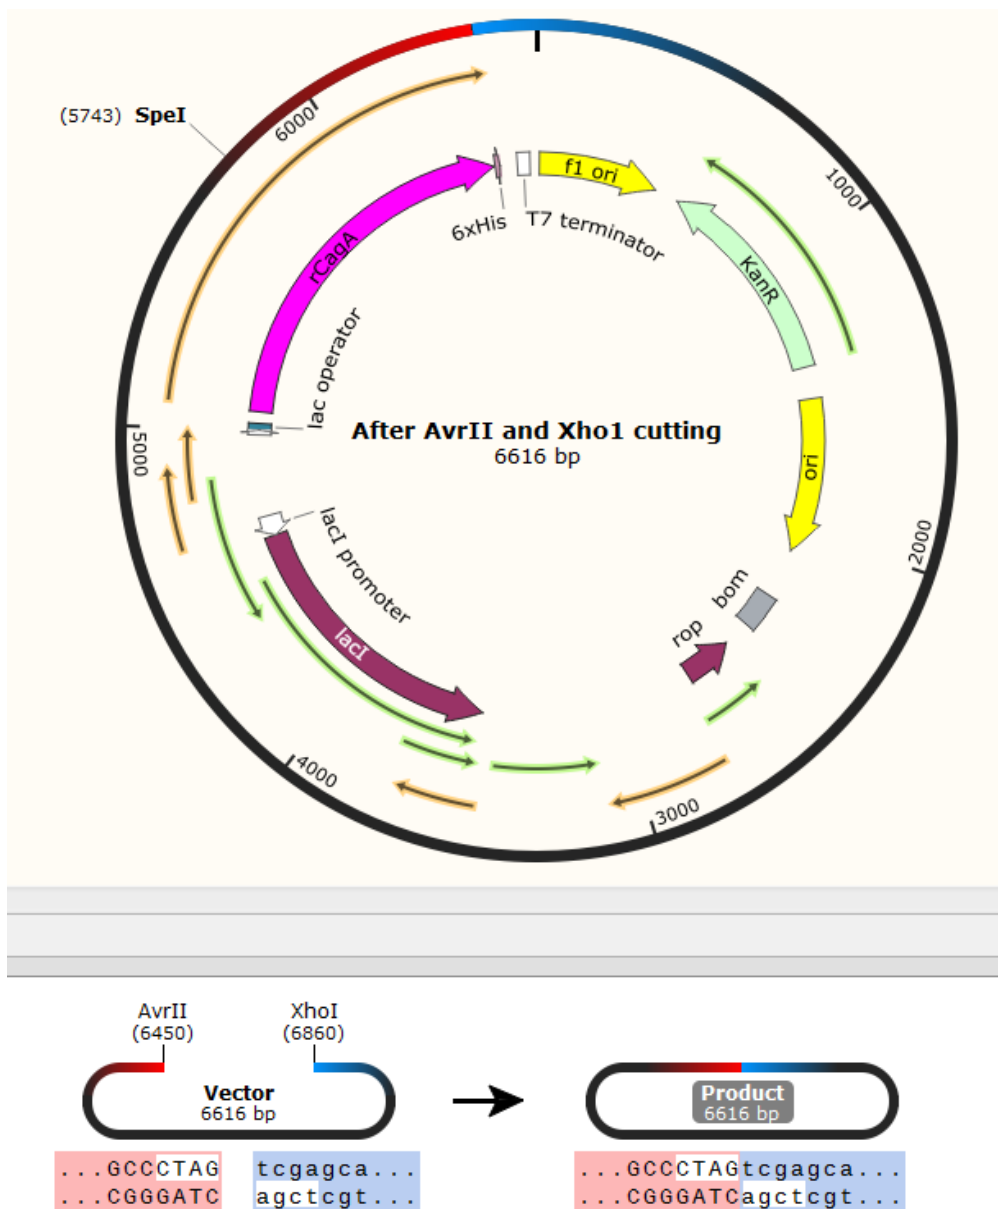 (5743) SpeI
6000
1000
f1 ori
6xHis
T7 terminator
rCagA
KanR
lac operator
After AvrII and Xho1 cutting
6616 bp
5000
ori
lacI promoter
2000
bom
rop
lacI
4000
3000
AvrII
(6450)
XhoI
(6860)
Vector
6616 bp
Product
6616 bp
...GCCCTAG tcgagca...
...CGGGATC agctcgt...
...GCCCTAGtcgagca...
...CGGGATCagctcgt...